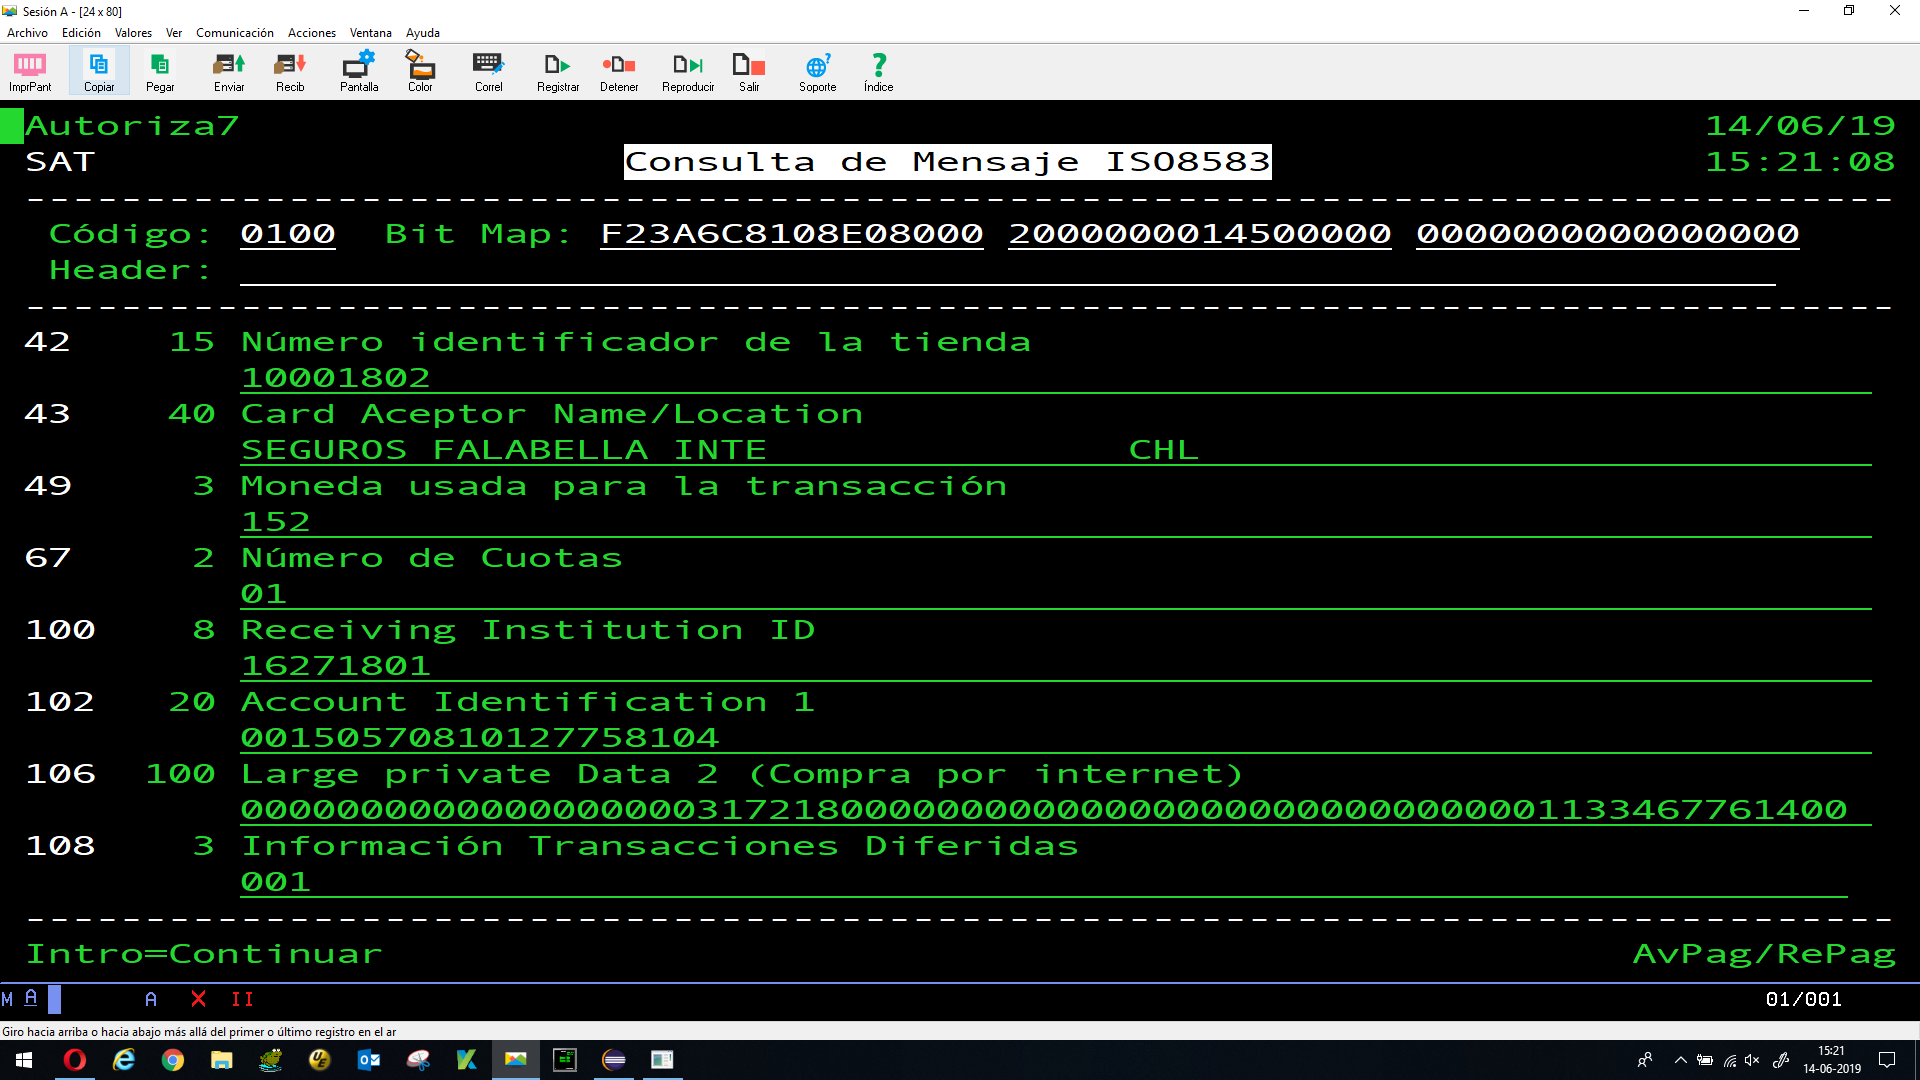 Sesión A - [24 x 80]
Archivo Edición Valores Ver Comunicación Acciones Ventana Ayuda
ImprPant Copiar Pegar Enviar Recib Pantalla Color Correl Registrar Detener Reproducir Salir Soporte Índice
Autoriza7 14/06/19
SAT Consulta de Mensaje ISO8583 15:21:08
Código: 0100 Bit Map: F23A6C8108E08000 2000000014500000 0000000000000000
Header:
42 15 Número identificador de la tienda
10001802
43 40 Card Aceptor Name/Location
SEGUROS FALABELLA INTE CHL
49 3 Moneda usada para la transacción
152
67 2 Número de Cuotas
01
100 8 Receiving Institution ID
16271801
102 20 Account Identification 1
00150570810127758104
106 100 Large private Data 2 (Compra por internet)
0000000000000000000317218000000000000000000000000000001133467761400
108 3 Información Transacciones Diferidas
001
Intro=Continuar AvPag/RePag
M A A X II 01/001
Giro hacia arriba o hacia abajo más allá del primer o último registro en el ar
15:21
14-06-2019